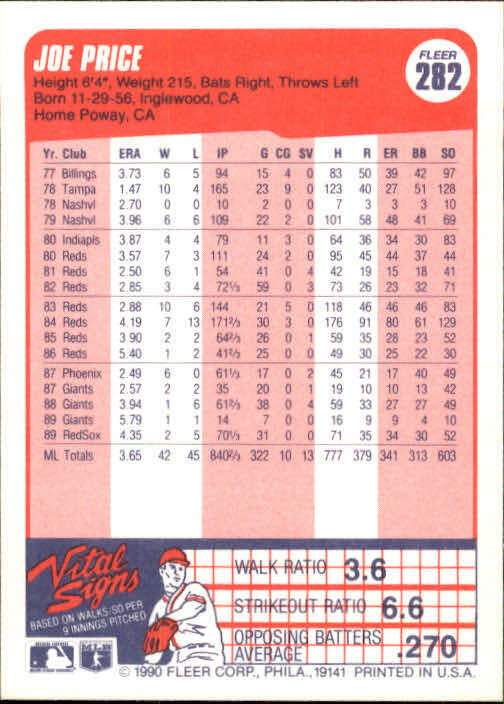 JOE PRICE
FLEER
282
Height 6'4", Weight 215, Bats Right, Throws Left
Born 11-29-56, Inglewood, CA
Home Poway, CA
Yr. Club ERA W L IP G CG SV H R ER BB SO
77 Billings 3.73 6 5 94 15 4 0 83 50 39 42 97
78 Tampa 1.47 10 4 165 23 9 0 123 40 27 51 128
78 Nashvl 2.70 0 0 10 2 0 0 7 3 3 3 10
79 Nashvl 3.96 6 6 109 22 2 0 101 58 48 41 69
80 Indiapls 3.87 4 4 79 11 3 0 64 36 34 30 83
80 Reds 3.57 7 3 111 24 2 0 95 45 44 37 44
81 Reds 2.50 6 1 54 41 0 4 42 19 15 18 41
82 Reds 2.85 3 4 72⅓ 59 0 3 73 26 23 32 71
83 Reds 2.88 10 6 144 21 5 0 118 46 46 46 83
84 Reds 4.19 7 13 171⅔ 30 3 0 176 91 80 61 129
85 Reds 3.90 2 2 64⅔ 26 0 1 59 35 28 23 52
86 Reds 5.40 1 2 41⅔ 25 0 0 49 30 25 22 30
87 Phoenix 2.49 6 0 61⅓ 17 0 2 45 21 17 40 49
87 Giants 2.57 2 2 35 20 0 1 19 10 10 13 42
88 Giants 3.94 1 6 61⅔ 38 0 4 59 33 27 27 49
89 Giants 5.79 1 1 14 7 0 0 16 9 9 4 10
89 RedSox 4.35 2 5 70⅓ 31 0 0 71 35 34 30 52
ML Totals 3.65 42 45 840⅔ 322 10 13 777 379 341 313 603
Vital Signs
BASED ON WALKS/SO PER
9 INNINGS PITCHED
WALK RATIO 3.6
STRIKEOUT RATIO 6.6
OPPOSING BATTERS
AVERAGE .270
© 1990 FLEER CORP., PHILA., 19141 PRINTED IN U.S.A.